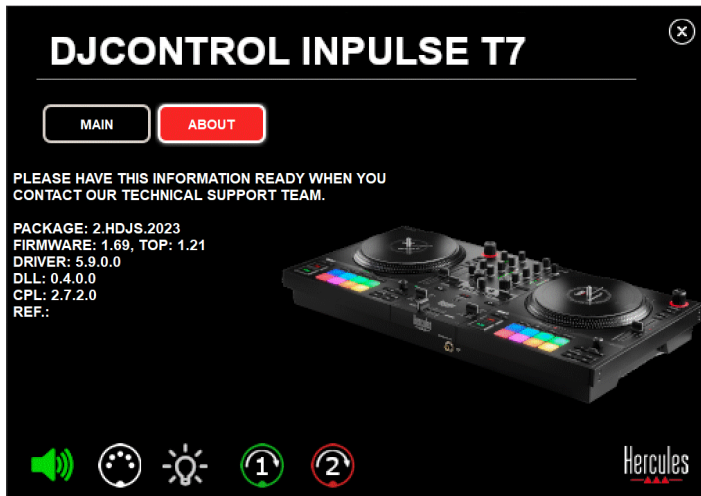 DJCONTROL INPULSE T7
MAIN
ABOUT
PLEASE HAVE THIS INFORMATION READY WHEN YOU
CONTACT OUR TECHNICAL SUPPORT TEAM.
PACKAGE: 2.HDJS.2023
FIRMWARE: 1.69, TOP: 1.21
DRIVER: 5.9.0.0
DLL: 0.4.0.0
CPL: 2.7.2.0
REF.:
1
2
Hercules